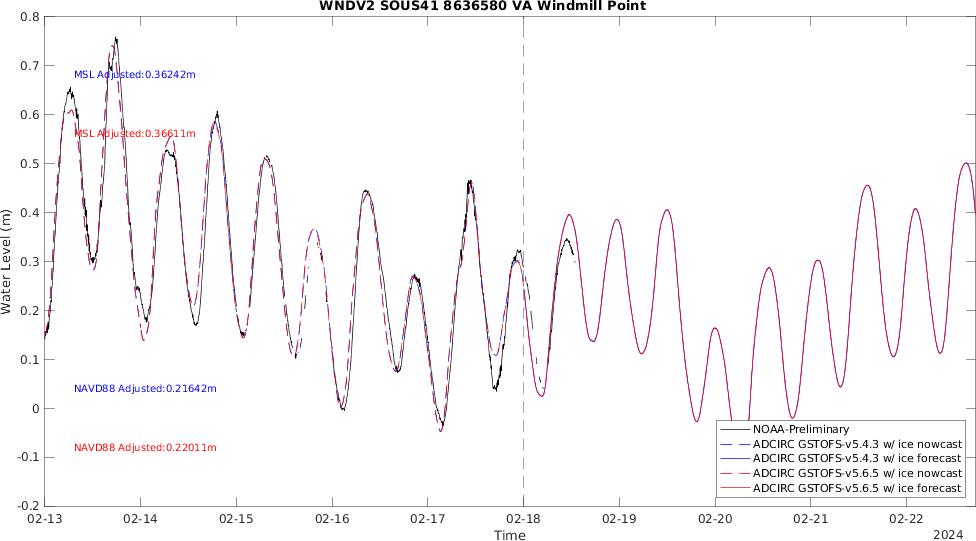 WNDV2 SOUS41 8636580 VA Windmill Point
0.8
0.7
0.6
0.5
0.4
0.3
0.2
0.1
0
-0.1
-0.2
Water Level (m)
MSL Adjusted:0.36242m
MSL Adjusted:0.36611m
NAVD88 Adjusted:0.21642m
NAVD88 Adjusted:0.22011m
NOAA-Preliminary
ADCIRC GSTOFS-v5.4.3 w/ ice nowcast
ADCIRC GSTOFS-v5.4.3 w/ ice forecast
ADCIRC GSTOFS-v5.6.5 w/ ice nowcast
ADCIRC GSTOFS-v5.6.5 w/ ice forecast
02-13 02-14 02-15 02-16 02-17 02-18 02-19 02-20 02-21 02-22
Time
2024